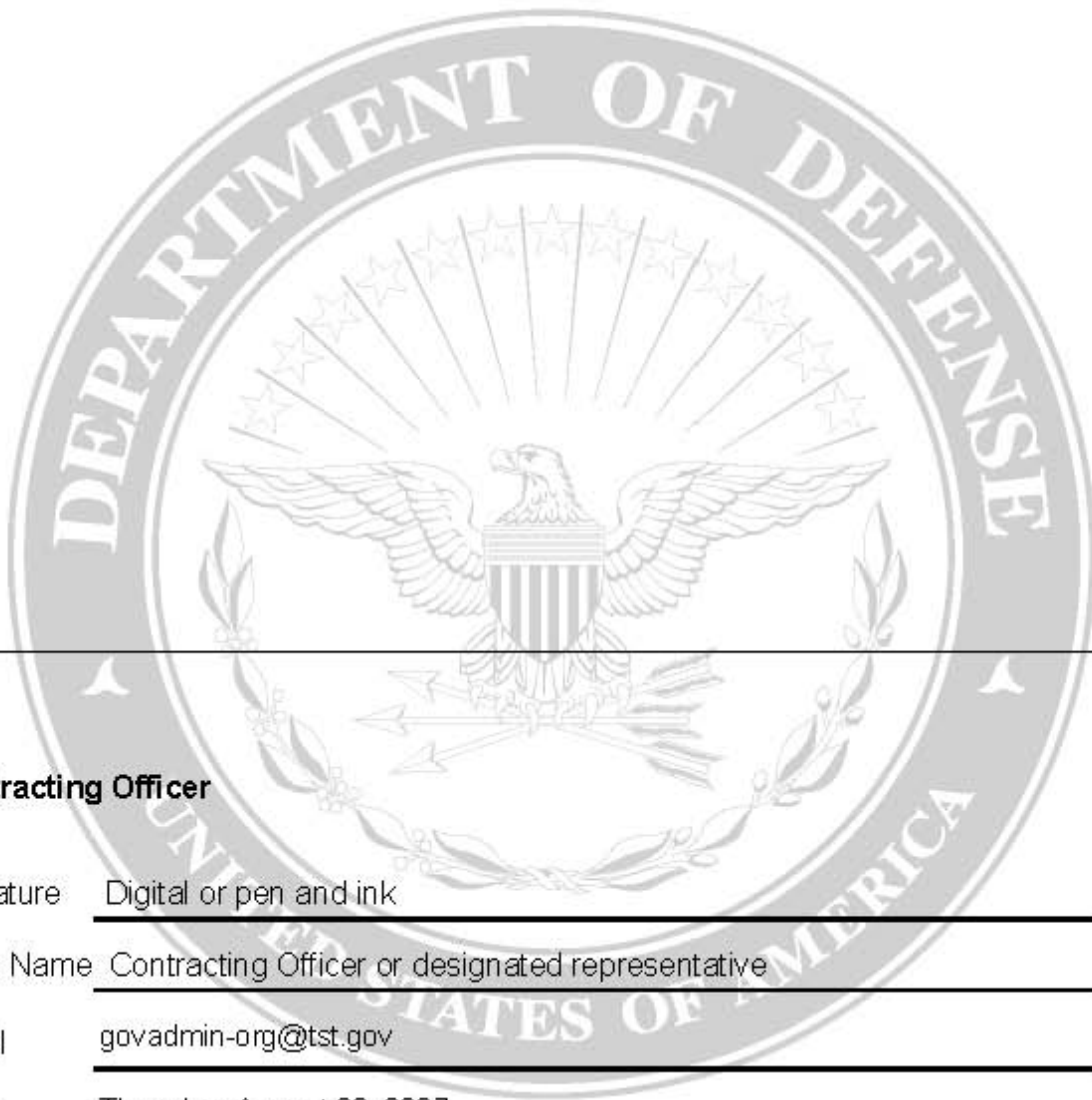 DEPARTMENT OF DEFENSE
tracting Officer
ature Digital or pen and ink
Name Contracting Officer or designated representative
l govadmin-org@tst.gov
UNITED STATES OF AMERICA